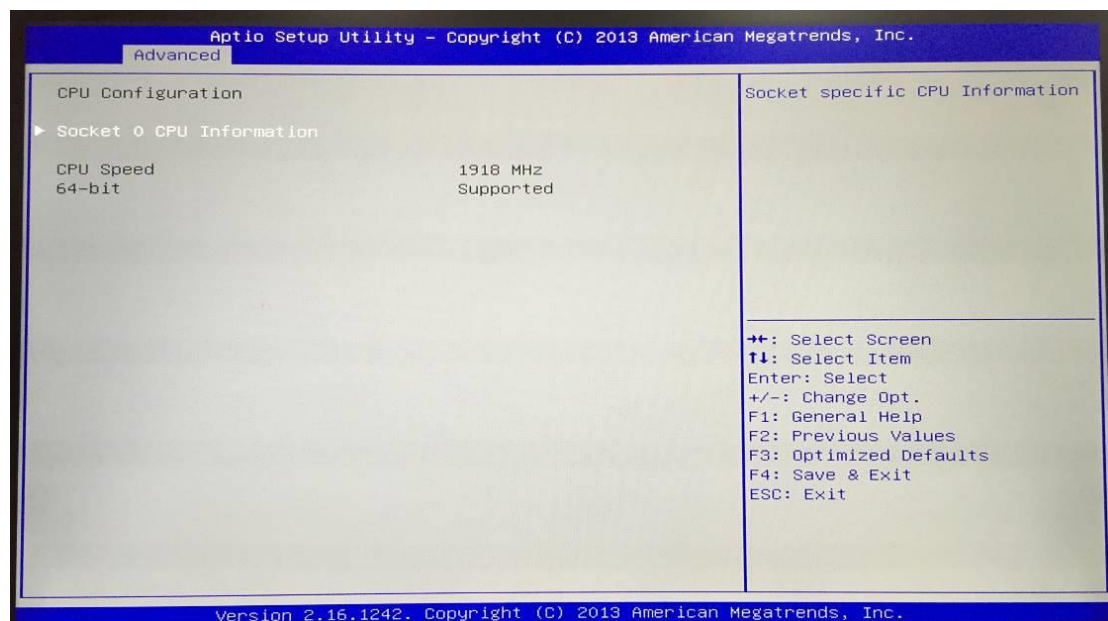 Aptio Setup Utility – Copyright (C) 2013 American Megatrends, Inc.
Advanced
CPU Configuration
Socket 0 CPU Information
CPU Speed 1918 MHz
64-bit Supported
Socket specific CPU Information
→←: Select Screen
↑↓: Select Item
Enter: Select
+/-: Change Opt.
F1: General Help
F2: Previous Values
F3: Optimized Defaults
F4: Save & Exit
ESC: Exit
Version 2.16.1242. Copyright (C) 2013 American Megatrends, Inc.